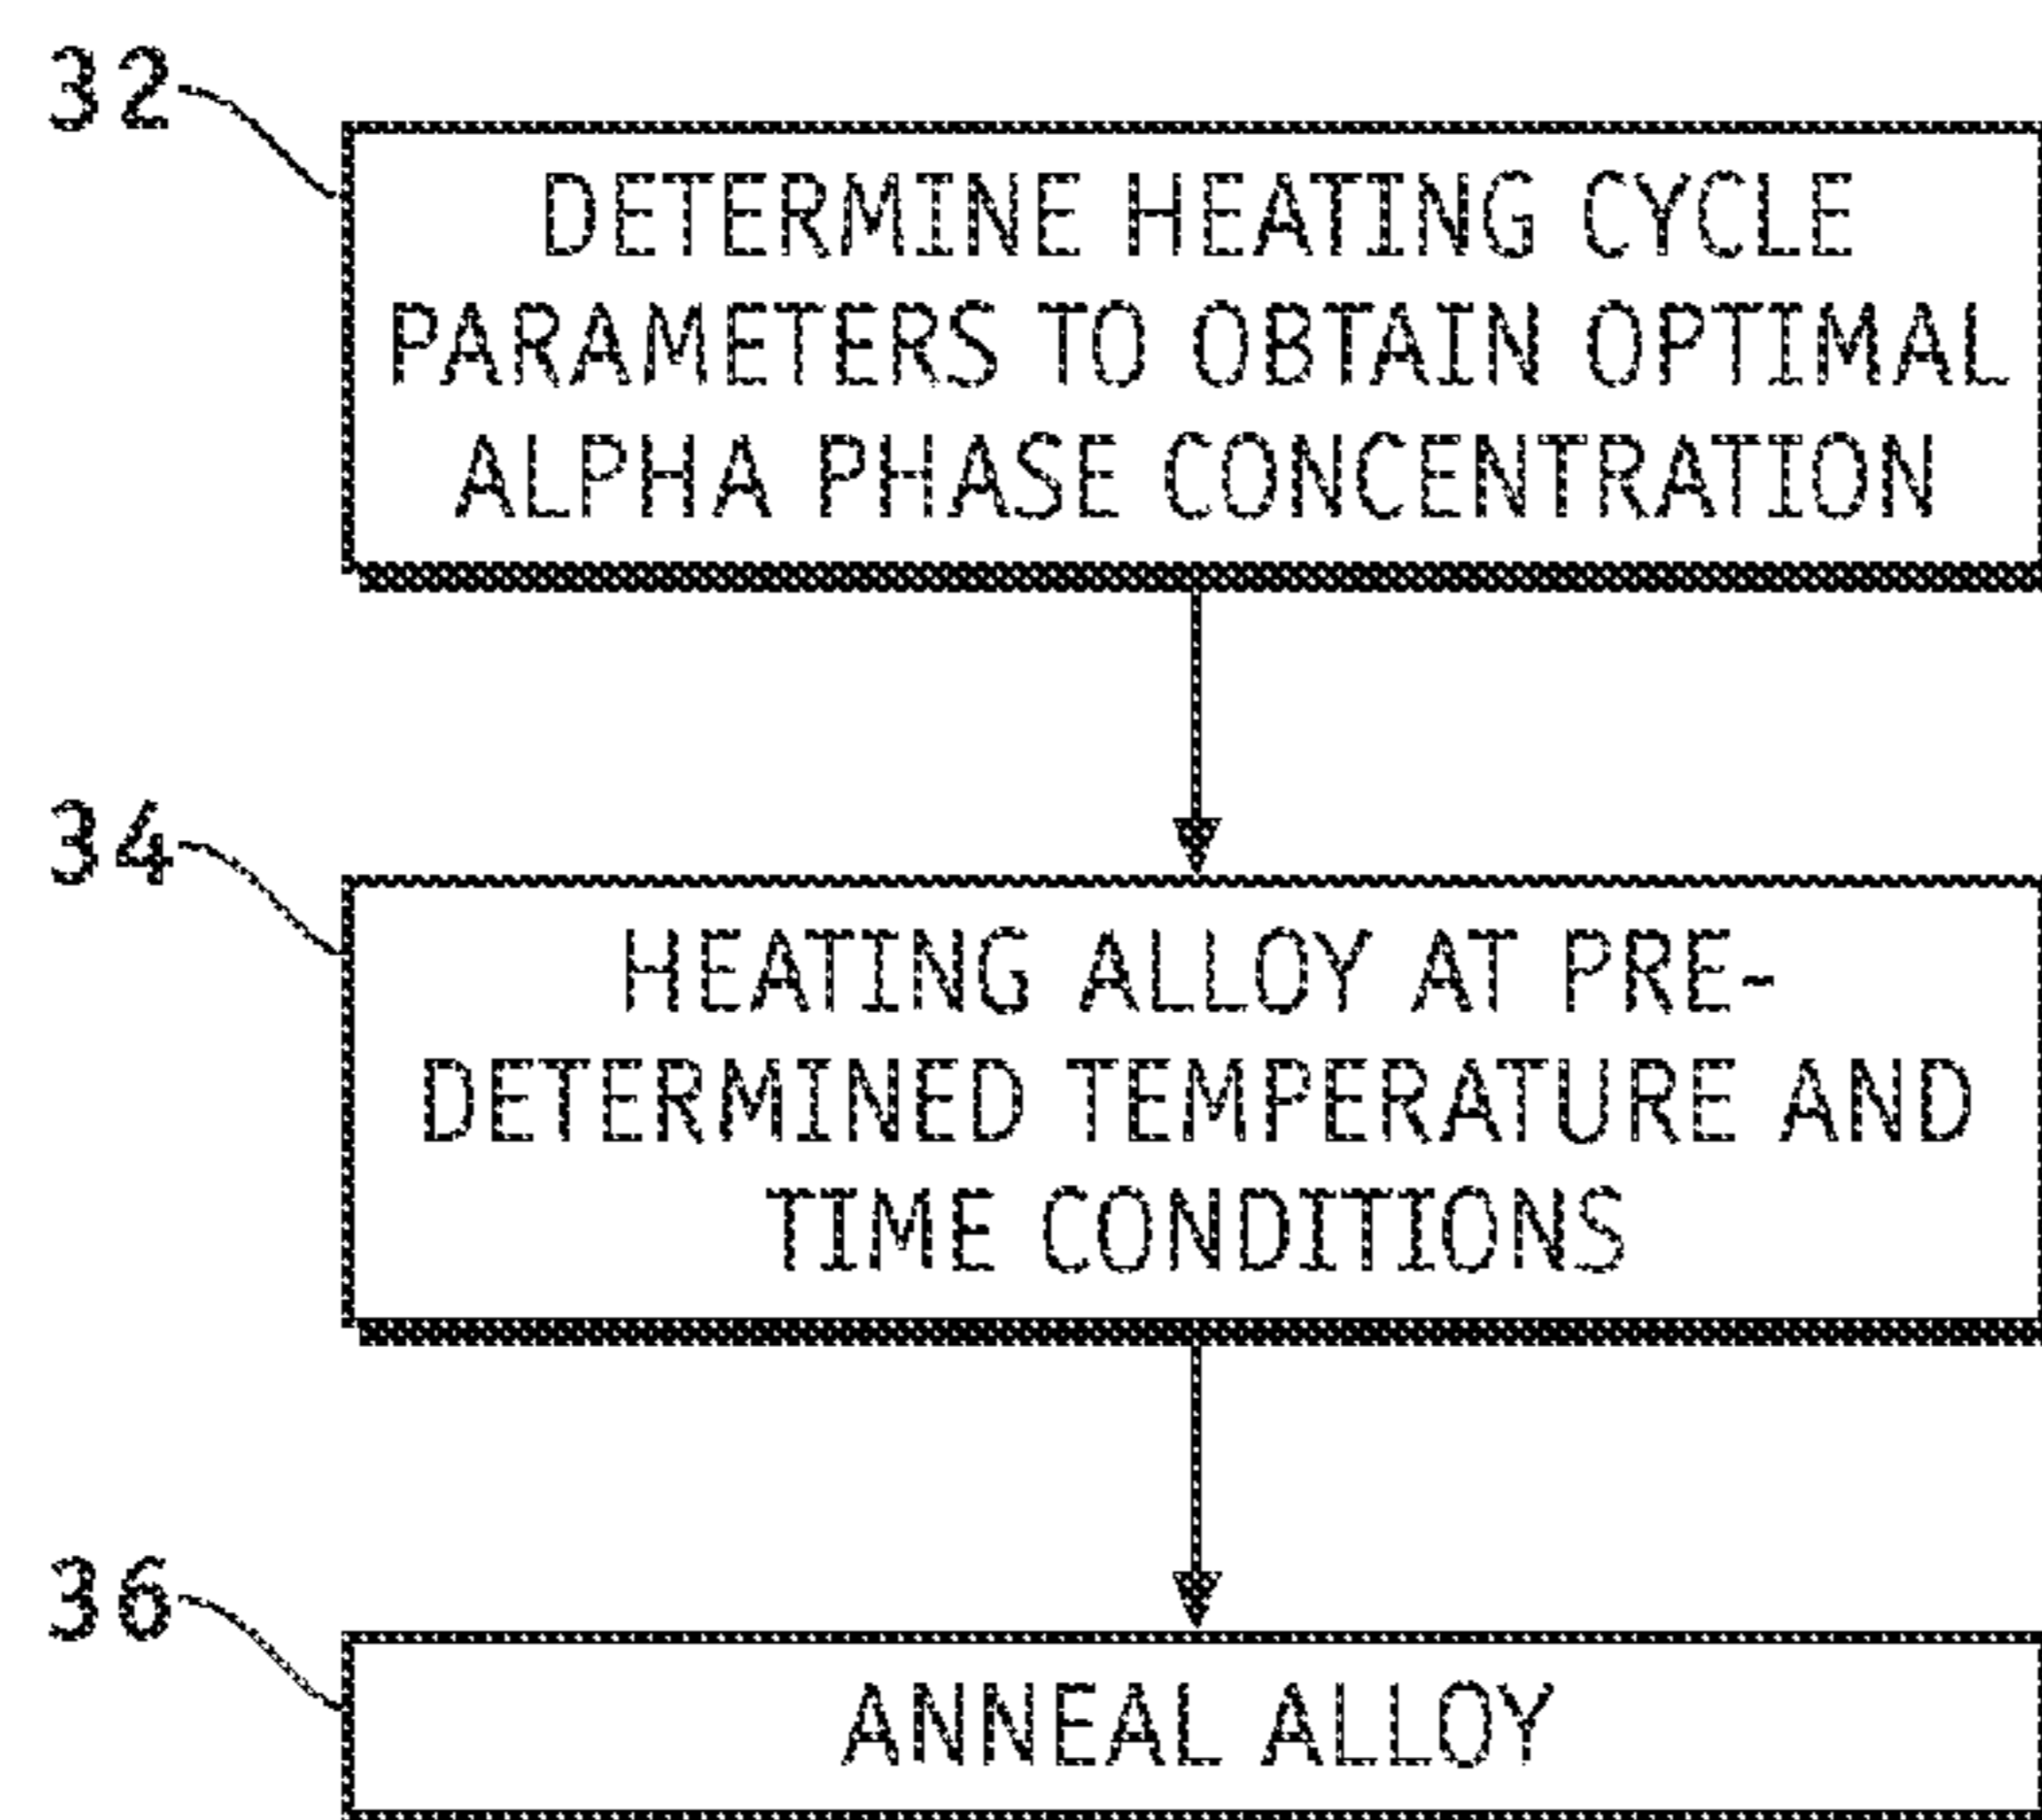 32
DETERMINE HEATING CYCLE
PARAMETERS TO OBTAIN OPTIMAL
ALPHA PHASE CONCENTRATION
34
HEATING ALLOY AT PRE-
DETERMINED TEMPERATURE AND
TIME CONDITIONS
36
ANNEAL ALLOY